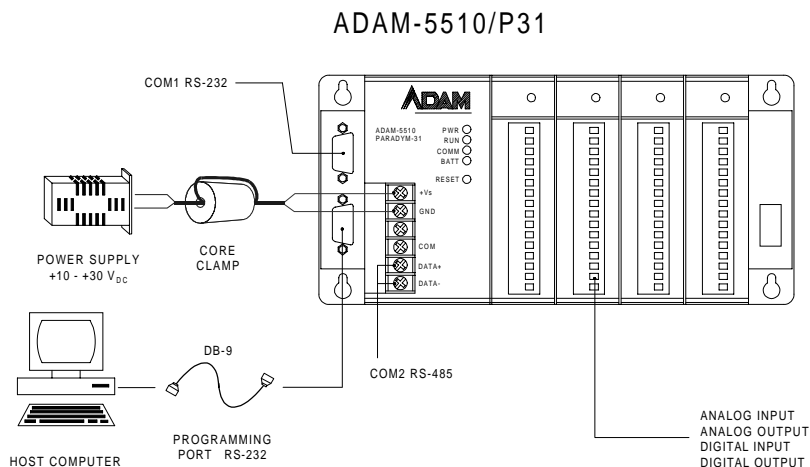 ADAM-5510/P31
COM1 RS-232
ADAM
ADAM-5510
PARADYM-31
PWR
RUN
COMM
BATT
RESET
+Vs
GND
COM
DATA+
DATA-
POWER SUPPLY
+10 - +30 VDC
CORE
CLAMP
DB-9
COM2 RS-485
HOST COMPUTER
PROGRAMMING
PORT RS-232
ANALOG INPUT
ANALOG OUTPUT
DIGITAL INPUT
DIGITAL OUTPUT